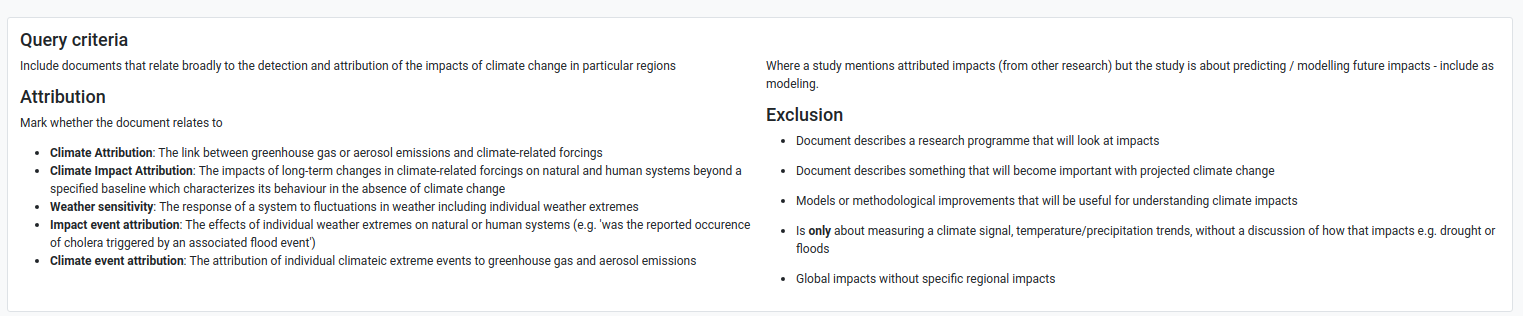 Query criteria
Include documents that relate broadly to the detection and attribution of the impacts of climate change in particular regions
Attribution
Mark whether the document relates to
• Climate Attribution: The link between greenhouse gas or aerosol emissions and climate-related forcings
• Climate Impact Attribution: The impacts of long-term changes in climate-related forcings on natural and human systems beyond a
specified baseline which characterizes its behaviour in the absence of climate change
• Weather sensitivity: The response of a system to fluctuations in weather including individual weather extremes
• Impact event attribution: The effects of individual weather extremes on natural or human systems (e.g. 'was the reported occurence
of cholera triggered by an associated flood event')
• Climate event attribution: The attribution of individual climateic extreme events to greenhouse gas and aerosol emissions
Where a study mentions attributed impacts (from other research) but the study is about predicting / modelling future impacts - include as
modeling.
Exclusion
• Document describes a research programme that will look at impacts
• Document describes something that will become important with projected climate change
• Models or methodological improvements that will be useful for understanding climate impacts
• Is only about measuring a climate signal, temperature/precipitation trends, without a discussion of how that impacts e.g. drought or
floods
• Global impacts without specific regional impacts